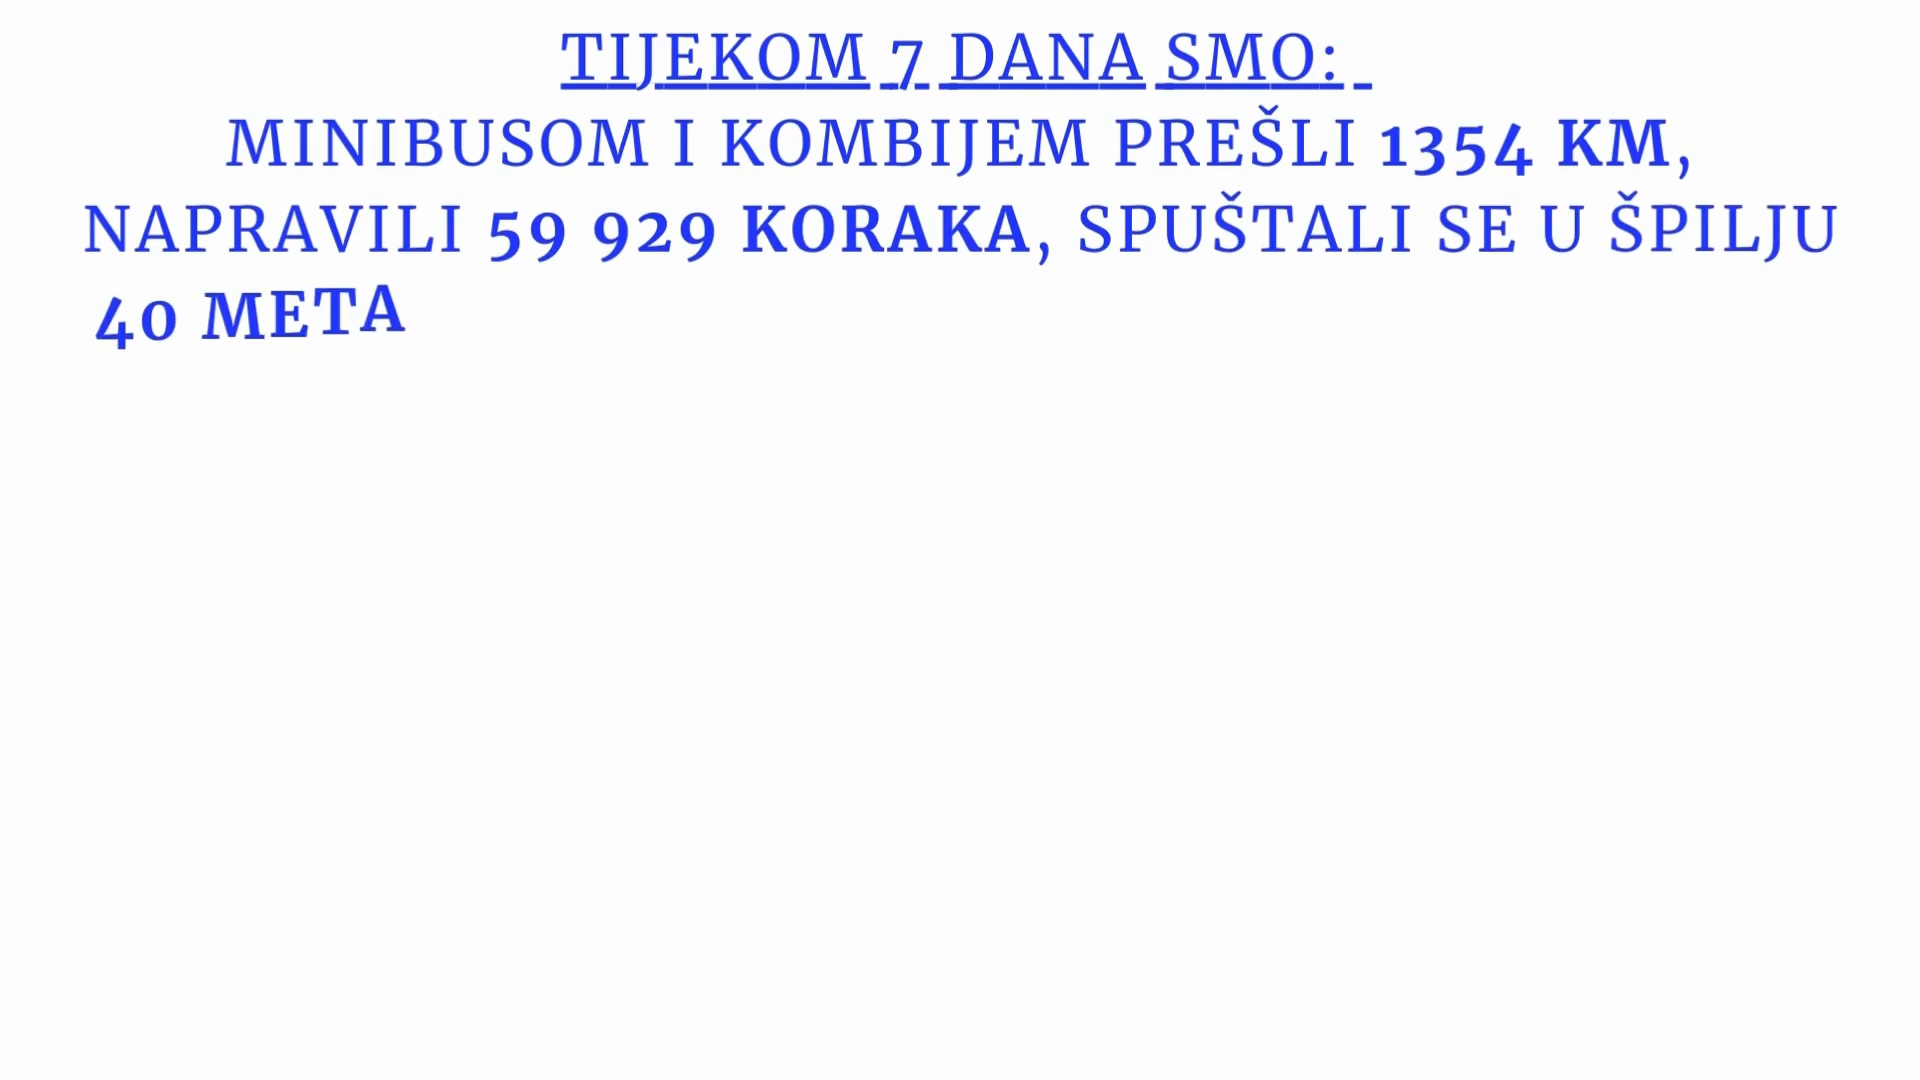 TIJEKOM 7 DANA SMO:
MINIBUSOM I KOMBIJEM PREŠLI 1354 KM,
NAPRAVILI 59 929 KORAKA, SPUŠTALI SE U ŠPILJU
40 META